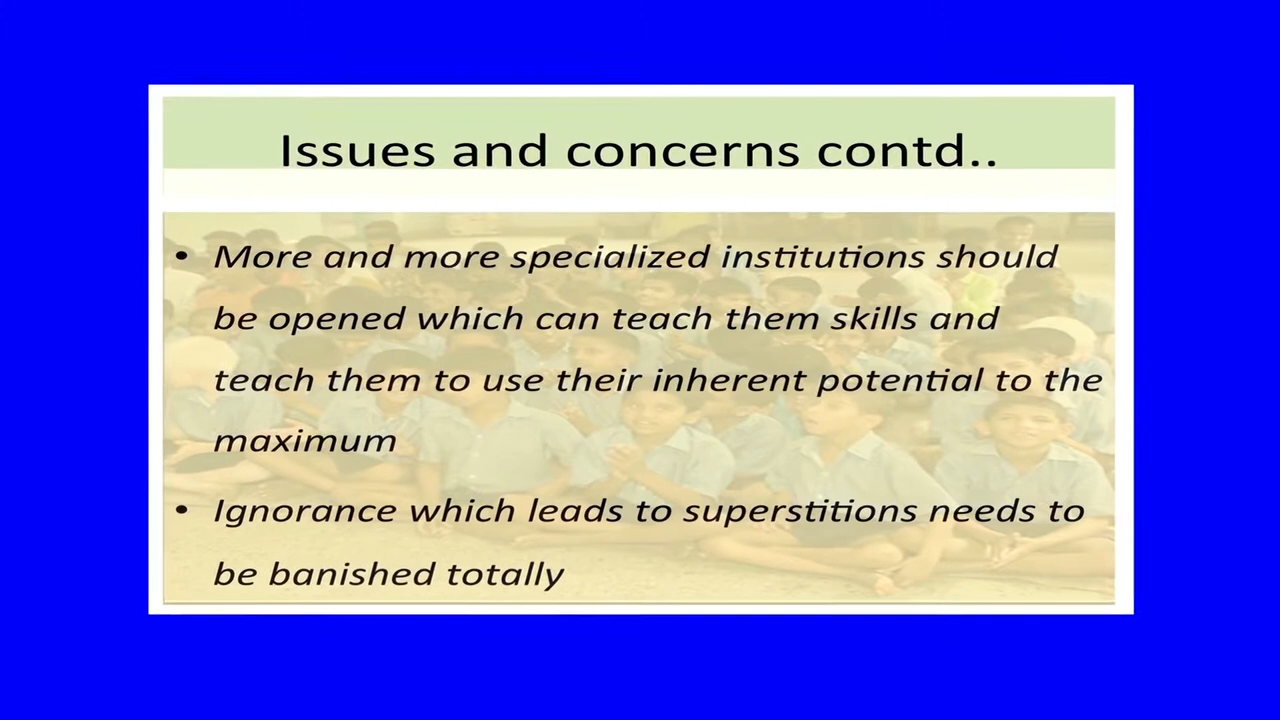 Issues and concerns contd..
• More and more specialized institutions should
be opened which can teach them skills and
teach them to use their inherent potential to the
maximum
• Ignorance which leads to superstitions needs to
be banished totally